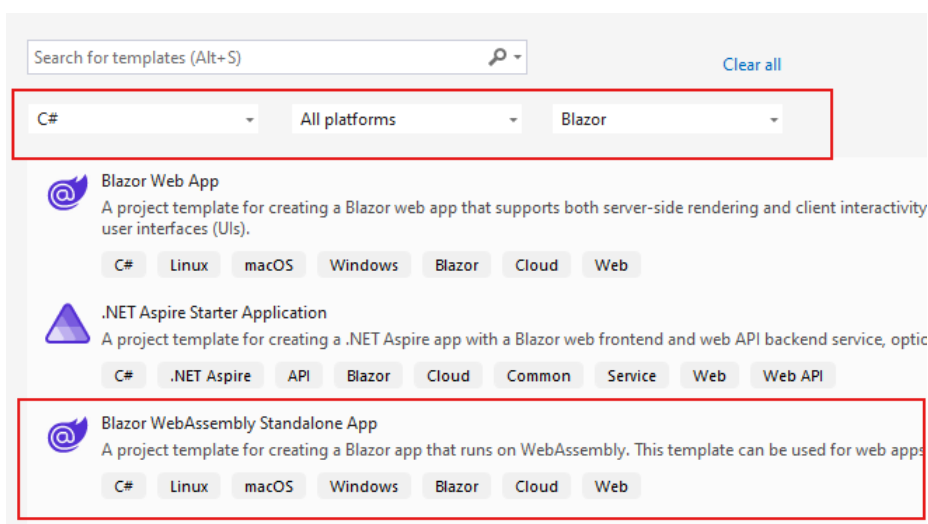 Search for templates (Alt+S)
Clear all
C# All platforms Blazor
Blazor Web App
A project template for creating a Blazor web app that supports both server-side rendering and client interactivity
user interfaces (UIs).
C# Linux macOS Windows Blazor Cloud Web
.NET Aspire Starter Application
A project template for creating a .NET Aspire app with a Blazor web frontend and web API backend service, optic
C# .NET Aspire API Blazor Cloud Common Service Web Web API
Blazor WebAssembly Standalone App
A project template for creating a Blazor app that runs on WebAssembly. This template can be used for web apps
C# Linux macOS Windows Blazor Cloud Web